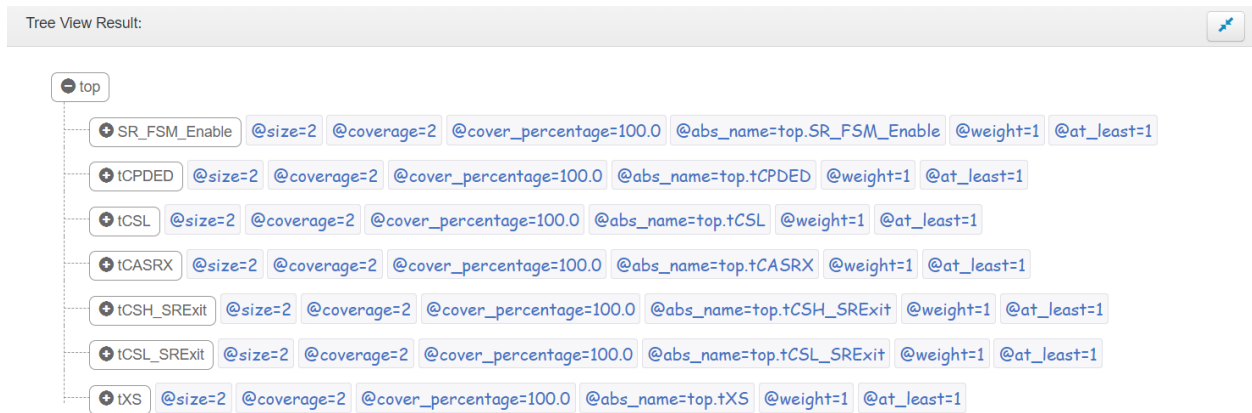 Tree View Result:
top
SR_FSM_Enable @size=2 @coverage=2 @cover_percentage=100.0 @abs_name=top.SR_FSM_Enable @weight=1 @at_least=1
tCPDED @size=2 @coverage=2 @cover_percentage=100.0 @abs_name=top.tCPDED @weight=1 @at_least=1
tCSL @size=2 @coverage=2 @cover_percentage=100.0 @abs_name=top.tCSL @weight=1 @at_least=1
tCASRX @size=2 @coverage=2 @cover_percentage=100.0 @abs_name=top.tCASRX @weight=1 @at_least=1
tCSH_SRExit @size=2 @coverage=2 @cover_percentage=100.0 @abs_name=top.tCSH_SRExit @weight=1 @at_least=1
tCSL_SRExit @size=2 @coverage=2 @cover_percentage=100.0 @abs_name=top.tCSL_SRExit @weight=1 @at_least=1
tXS @size=2 @coverage=2 @cover_percentage=100.0 @abs_name=top.tXS @weight=1 @at_least=1